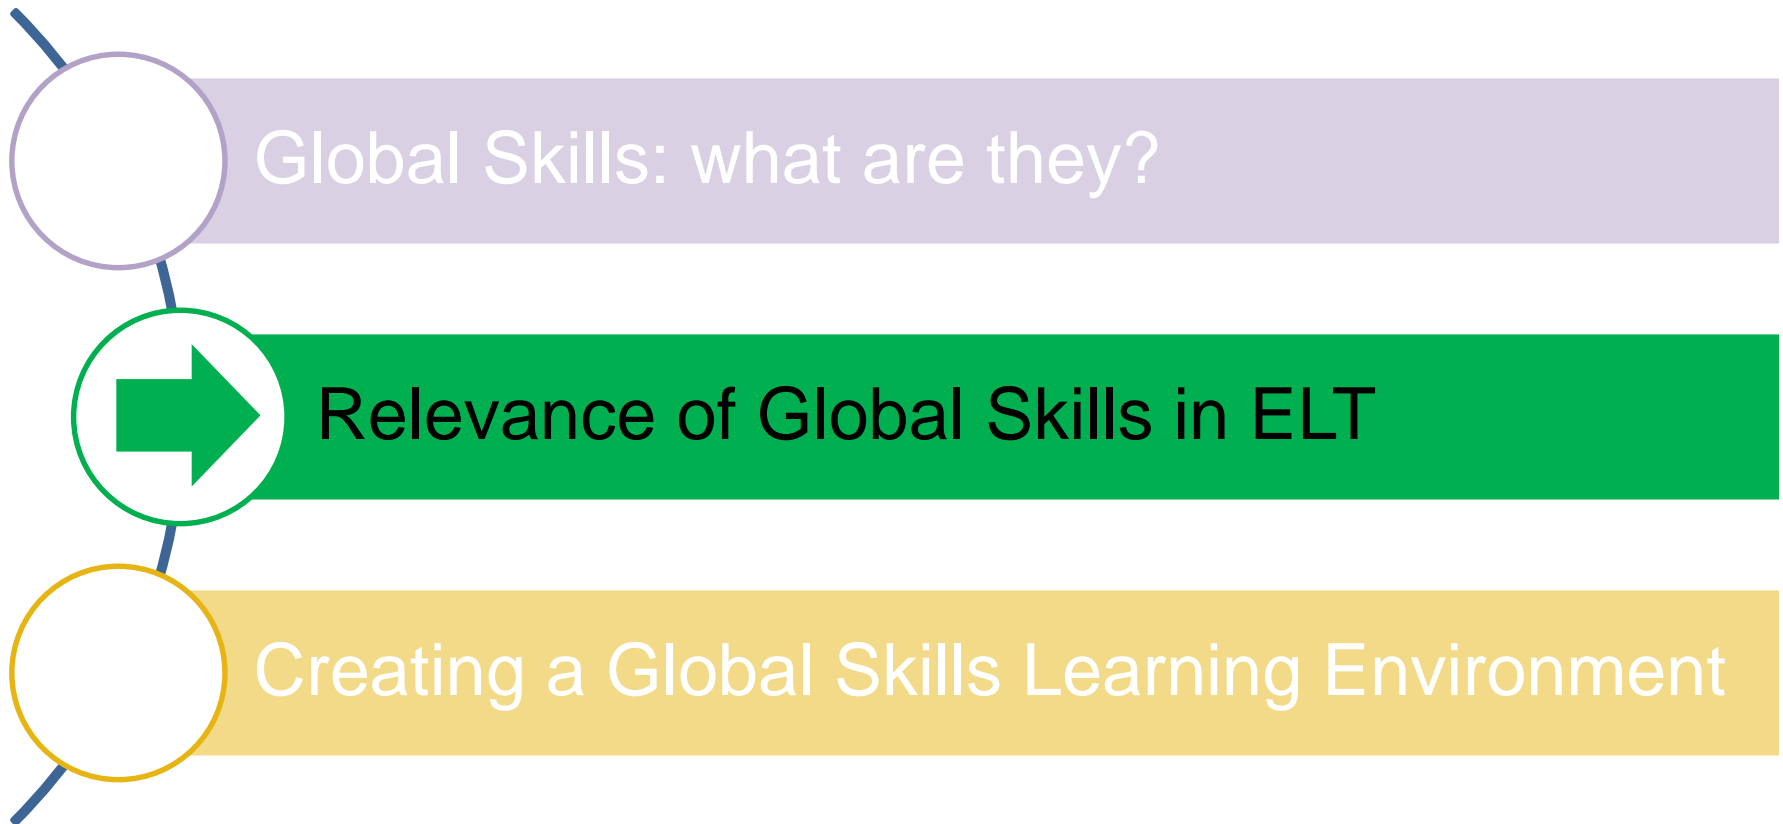 Global Skills: what are they?
Relevance of Global Skills in ELT
Creating a Global Skills Learning Environment